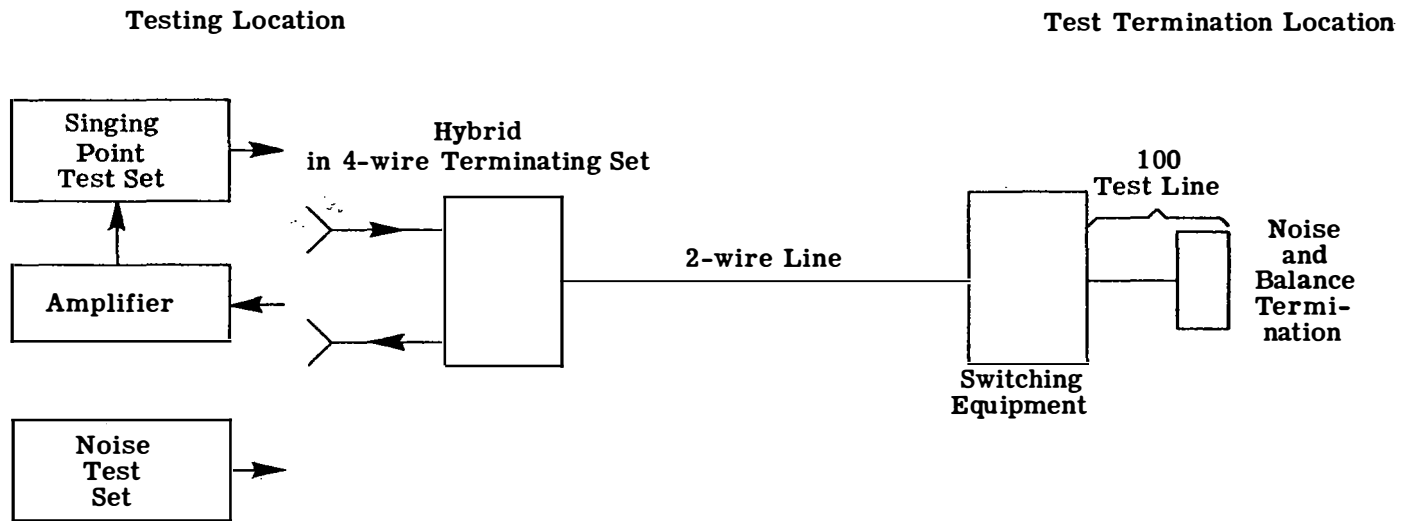 Testing Location
Test Termination Location
Singing
Point
Test Set
Hybrid
in 4-wire Terminating Set
100
Test Line
Amplifier
2-wire Line
Noise
and
Balance
Termi-
nation
Switching
Equipment
Noise
Test
Set